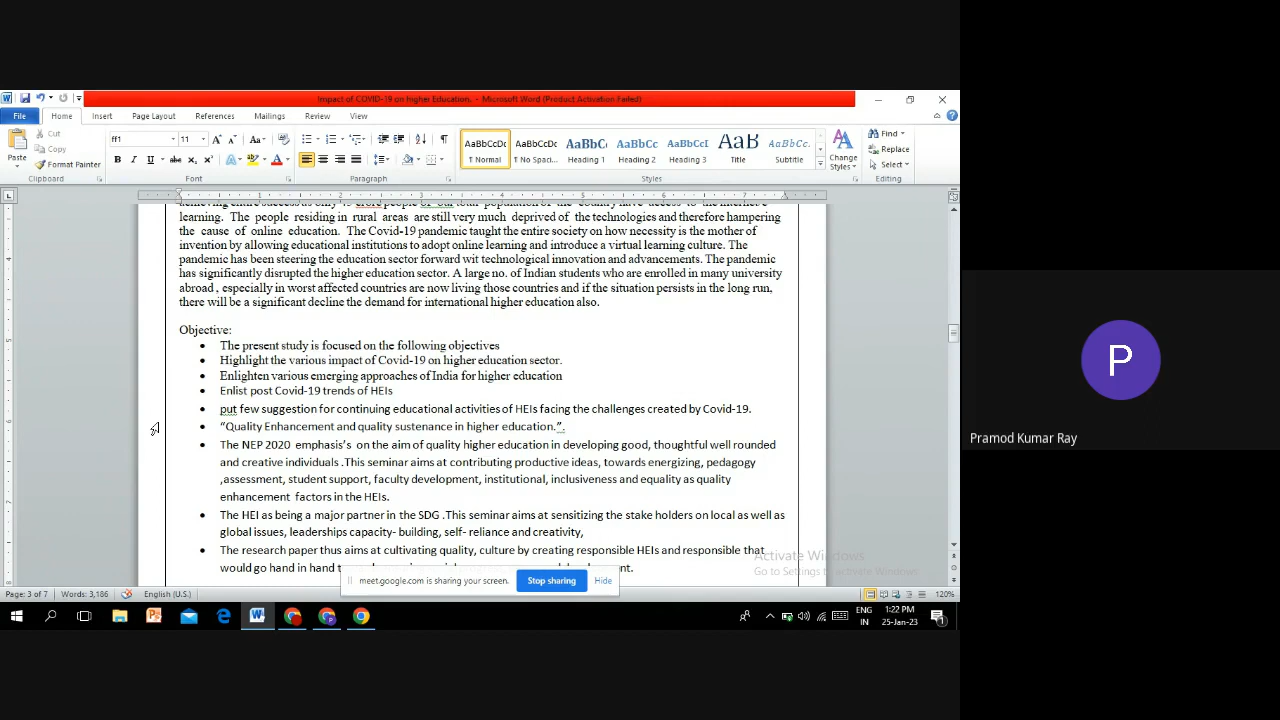 Impact of COVID-19 on higher Education. - Microsoft Word (Product Activation Failed)
File Home Insert Page Layout References Mailings Review View
Cut
Copy
Paste
Format Painter
ff1 11
AaBbCcDc AaBbCcDc AaBbC AaBbCc AaBbCcI AaB AaBbCcL
¶ Normal ¶ No Spaci... Heading 1 Heading 2 Heading 3 Title Subtitle
Change Styles
Find
Replace
Select
Clipboard Font Paragraph Styles Editing
learning. The people residing in rural areas are still very much deprived of the technologies and therefore hampering
the cause of online education. The Covid-19 pandemic taught the entire society on how necessity is the mother of
invention by allowing educational institutions to adopt online learning and introduce a virtual learning culture. The
pandemic has been steering the education sector forward wit technological innovation and advancements. The pandemic
has significantly disrupted the higher education sector. A large no. of Indian students who are enrolled in many university
abroad , especially in worst affected countries are now living those countries and if the situation persists in the long run,
there will be a significant decline the demand for international higher education also.
Objective:
• The present study is focused on the following objectives
• Highlight the various impact of Covid-19 on higher education sector.
• Enlighten various emerging approaches of India for higher education
• Enlist post Covid-19 trends of HEIs
• put few suggestion for continuing educational activities of HEIs facing the challenges created by Covid-19.
• “Quality Enhancement and quality sustenance in higher education.”.
• The NEP 2020 emphasis’s on the aim of quality higher education in developing good, thoughtful well rounded
and creative individuals .This seminar aims at contributing productive ideas, towards energizing, pedagogy
,assessment, student support, faculty development, institutional, inclusiveness and equality as quality
enhancement factors in the HEIs.
• The HEI as being a major partner in the SDG .This seminar aims at sensitizing the stake holders on local as well as
global issues, leaderships capacity- building, self- reliance and creativity,
• The research paper thus aims at cultivating quality, culture by creating responsible HEIs and responsible that
would go hand in hand
Activate Windows
Go to Settings to activate Windows.
meet.google.com is sharing your screen. Stop sharing Hide
Page: 3 of 7 Words: 3,186 English (U.S.) 120%
ENG
IN
1:22 PM
25-Jan-23
P
Pramod Kumar Ray